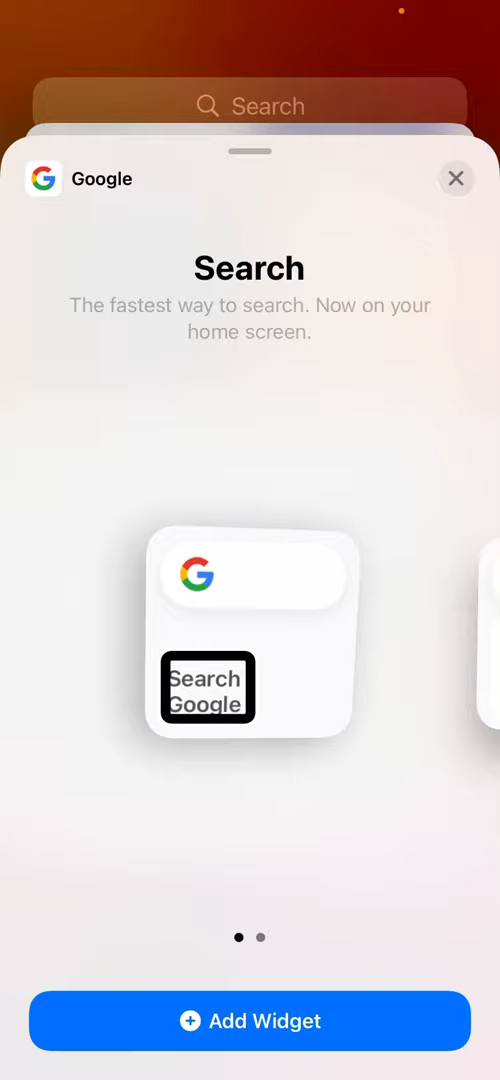 Search
Google
Search
The fastest way to search. Now on your
home screen.
Search
Google
Add Widget